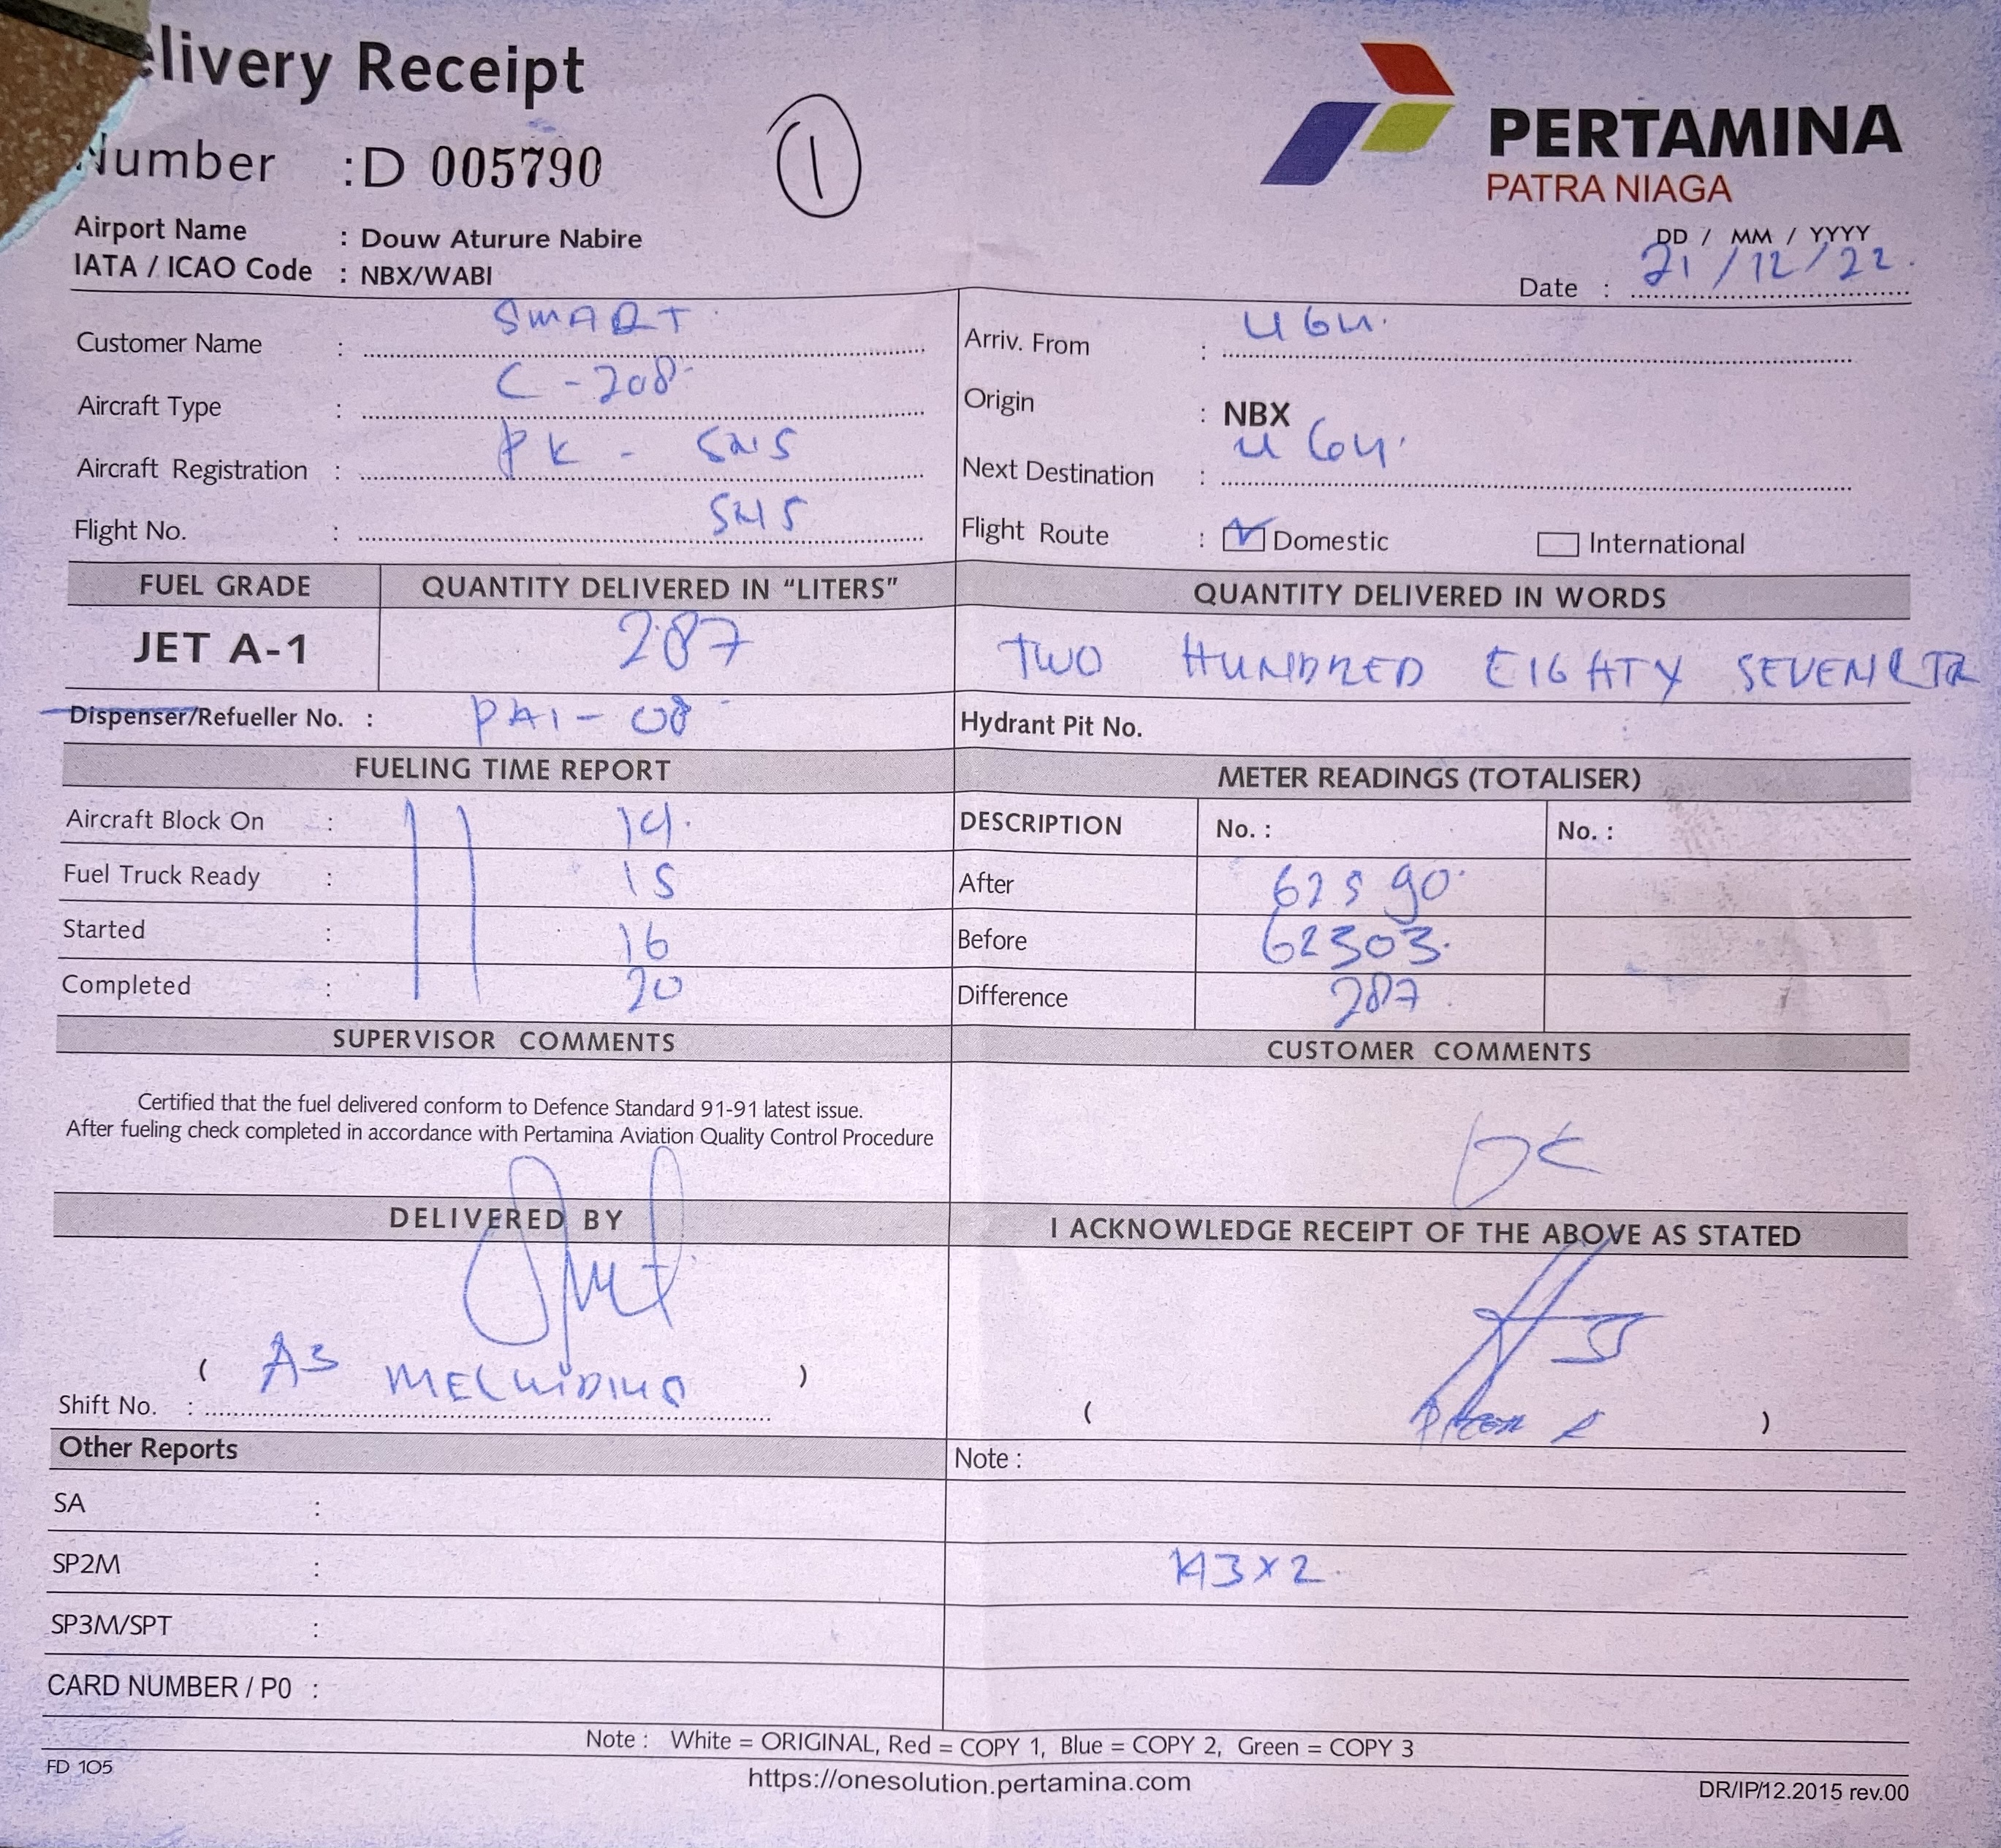 elivery Receipt
Number : D 005790
1
PERTAMINA
PATRA NIAGA
Airport Name : Douw Aturure Nabire
IATA / ICAO Code : NBX/WABI
DD / MM / YYYY
Date : 21/12/22.
Customer Name : SMART
Aircraft Type : C-208
Aircraft Registration : PK - SNS
Flight No. : SNS
Arriv. From : UGU.
Origin : NBX
Next Destination : UGU.
Flight Route : Domestic International
FUEL GRADE QUANTITY DELIVERED IN “LITERS” QUANTITY DELIVERED IN WORDS
JET A-1 287 TWO HUNDRED EIGHTY SEVEN LTR
Dispenser/Refueller No. : PAI-08 Hydrant Pit No. :
FUELING TIME REPORT
Aircraft Block On : 14.
Fuel Truck Ready : 15
Started : 16
Completed : 20
METER READINGS (TOTALISER)
DESCRIPTION No. : No. :
After 62590.
Before 62303.
Difference 287
SUPERVISOR COMMENTS
Certified that the fuel delivered conform to Defence Standard 91-91 latest issue.
After fueling check completed in accordance with Pertamina Aviation Quality Control Procedure
CUSTOMER COMMENTS
OK
DELIVERED BY
( A3 )
Shift No. :
I ACKNOWLEDGE RECEIPT OF THE ABOVE AS STATED
( )
Other Reports
SA :
SP2M :
SP3M/SPT :
CARD NUMBER / P0 :
Note :
Note : White = ORIGINAL, Red = COPY 1, Blue = COPY 2, Green = COPY 3
FD 105
https://onesolution.pertamina.com
DR/IP/12.2015 rev.00